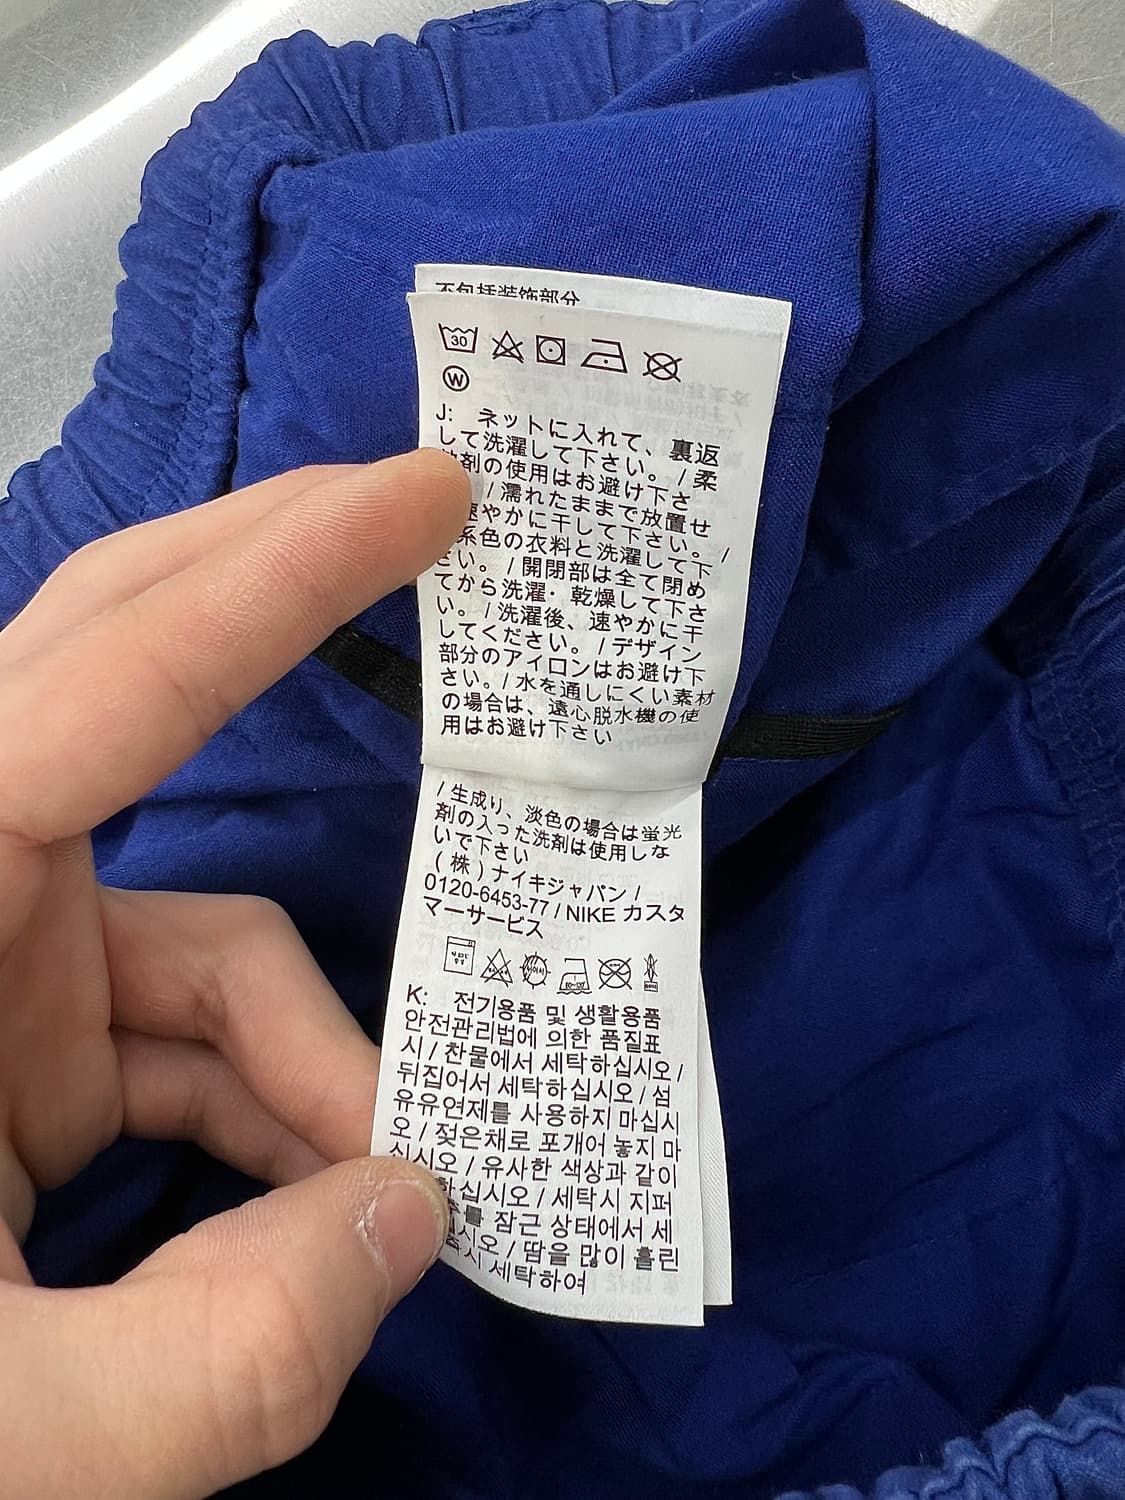 不包括装饰部分
30
W
J: ネットに入れて、裏返
して洗濯して下さい。 / 柔
剤の使用はお避け下さ
/ 濡れたままで放置せ
速やかに干して下さい。 /
系色の衣料と洗濯して下
さい。 / 開閉部は全て閉め
てから洗濯・乾燥して下さ
い。 / 洗濯後、速やかに干
してください。 / デザイン
部分のアイロンはお避け下
さい。/ 水を通しにくい素材
の場合は、遠心脱水機の使
用はお避け下さい
/ 生成り、淡色の場合は蛍光
剤の入った洗剤は使用しな
いで下さい
(株)ナイキジャパン /
0120-6453-77 / NIKE カスタ
マーサービス
K: 전기용품 및 생활용품
안전관리법에 의한 품질표
시 / 찬물에서 세탁하십시오 /
뒤집어서 세탁하십시오 / 섬
유유연제를 사용하지 마십시
오 / 젖은채로 포개어 놓지 마
십시오 / 유사한 색상과 같이
하십시오 / 세탁시 지퍼
를 잠근 상태에서 세
십시오 / 땀을 많이 흘린
시 세탁하여